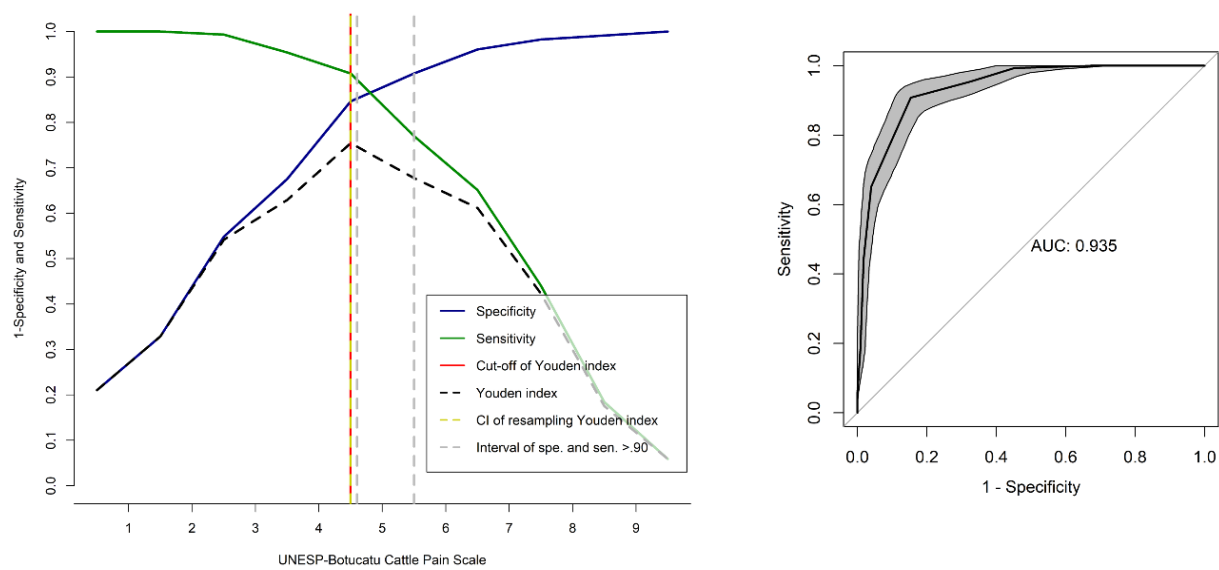 1-Specificity and Sensitivity
1.0
0.9
0.8
0.7
0.6
0.5
0.4
0.3
0.2
0.1
0.0
Specificity
Sensitivity
Cut-off of Youden index
Youden index
CI of resampling Youden index
Interval of spe. and sen. >.90
1 2 3 4 5 6 7 8 9
UNESP-Botucatu Cattle Pain Scale
Sensitivity
1.0
0.8
0.6
0.4
0.2
0.0
AUC: 0.935
0.0 0.2 0.4 0.6 0.8 1.0
1 - Specificity